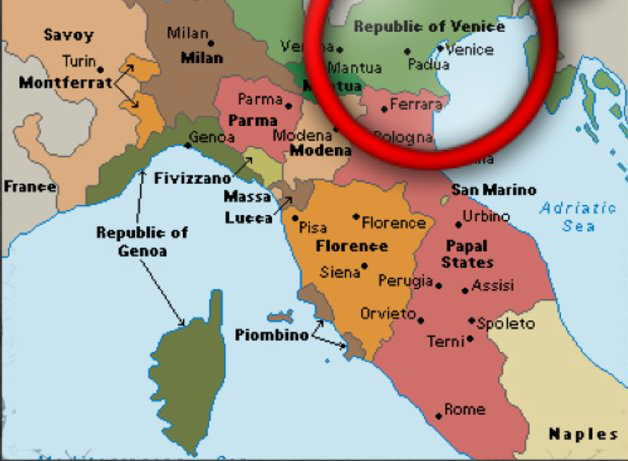 Republic of Venice
Savoy
Milan
Milan
Verona
Venice
Padua
Turin
Montferrat
Mantua
Mantua
Parma
Parma
Ferrara
Genoa
Modena
Modena
Bologna
Fivizzano
France
Massa
Lucca
San Marino
Republic of
Genoa
Pisa
Florence
Florence
Urbino
Adriatic
Sea
Siena
Papal
States
Perugia
Assisi
Orvieto
Spoleto
Piombino
Terni
Rome
Naples